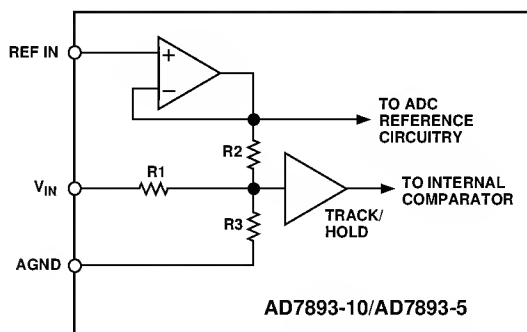 REF IN
+
−
TO ADC
REFERENCE
CIRCUITRY
R2
VIN
R1
TO INTERNAL
COMPARATOR
TRACK/
HOLD
R3
AGND
AD7893-10/AD7893-5